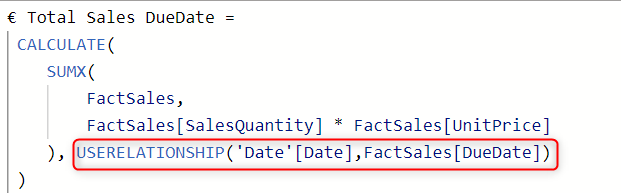 € Total Sales DueDate =
CALCULATE(
SUMX(
FactSales,
FactSales[SalesQuantity] * FactSales[UnitPrice]
), USERELATIONSHIP('Date'[Date],FactSales[DueDate])
)